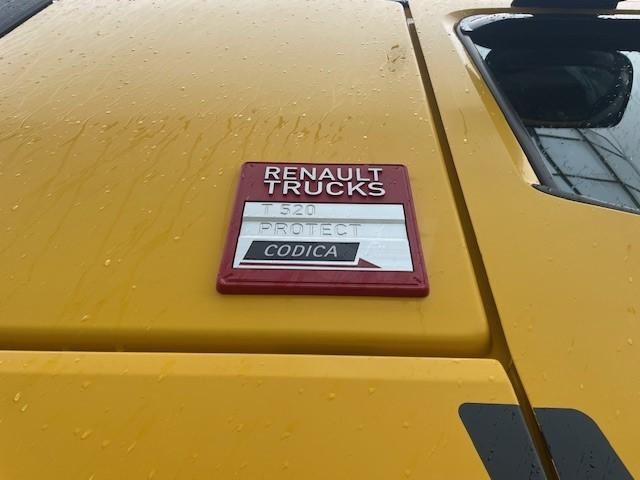 RENAULT
TRUCKS
T 520
PROTECT
CODICA